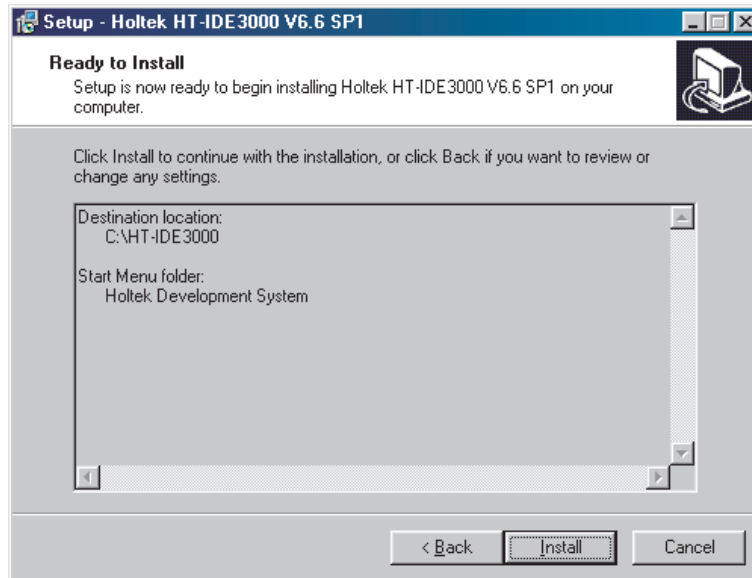 Setup - Holtek HT-IDE3000 V6.6 SP1
Ready to Install
Setup is now ready to begin installing Holtek HT-IDE3000 V6.6 SP1 on your
computer.
Click Install to continue with the installation, or click Back if you want to review or
change any settings.
Destination location:
C:\HT-IDE3000
Start Menu folder:
Holtek Development System
< Back
Install
Cancel